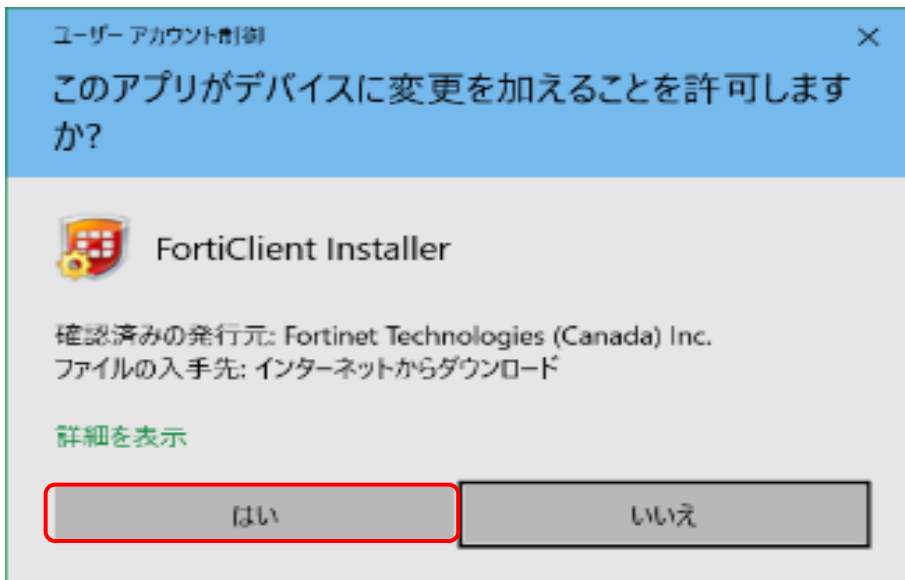 ユーザー アカウント制御
このアプリがデバイスに変更を加えることを許可します
か?
FortiClient Installer
確認済みの発行元: Fortinet Technologies (Canada) Inc.
ファイルの入手先: インターネットからダウンロード
詳細を表示
はい
いいえ